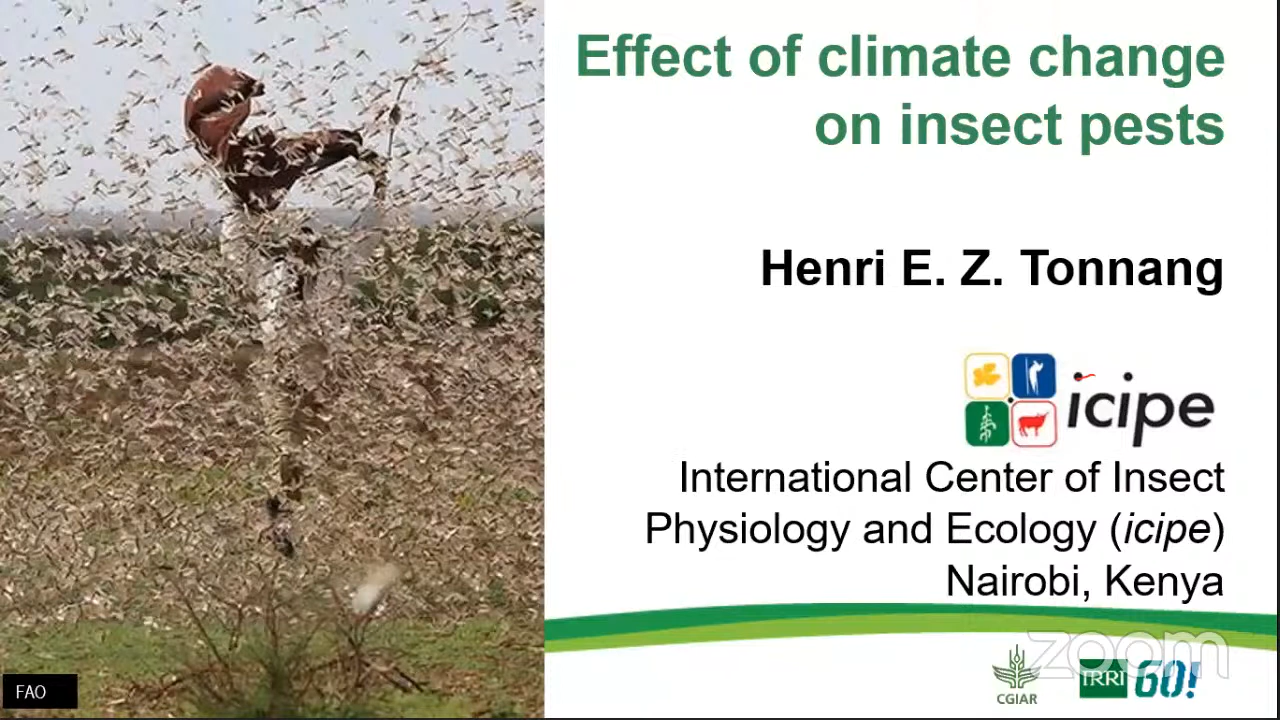 Effect of climate change
on insect pests
Henri E. Z. Tonnang
icipe
International Center of Insect
Physiology and Ecology (icipe)
Nairobi, Kenya
FAO
CGIAR
IRRI 60!
zoom